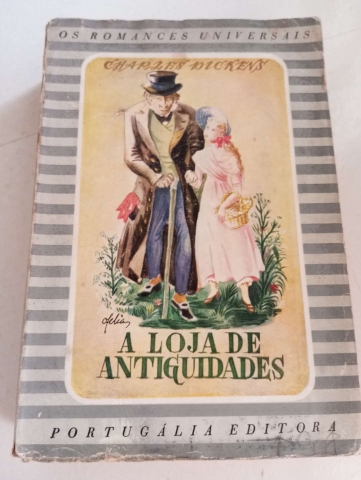 OS ROMANCES UNIVERSAIS
CHARLES DICKENS
A LOJA DE
ANTIGUIDADES
PORTUGÁLIA EDITORA